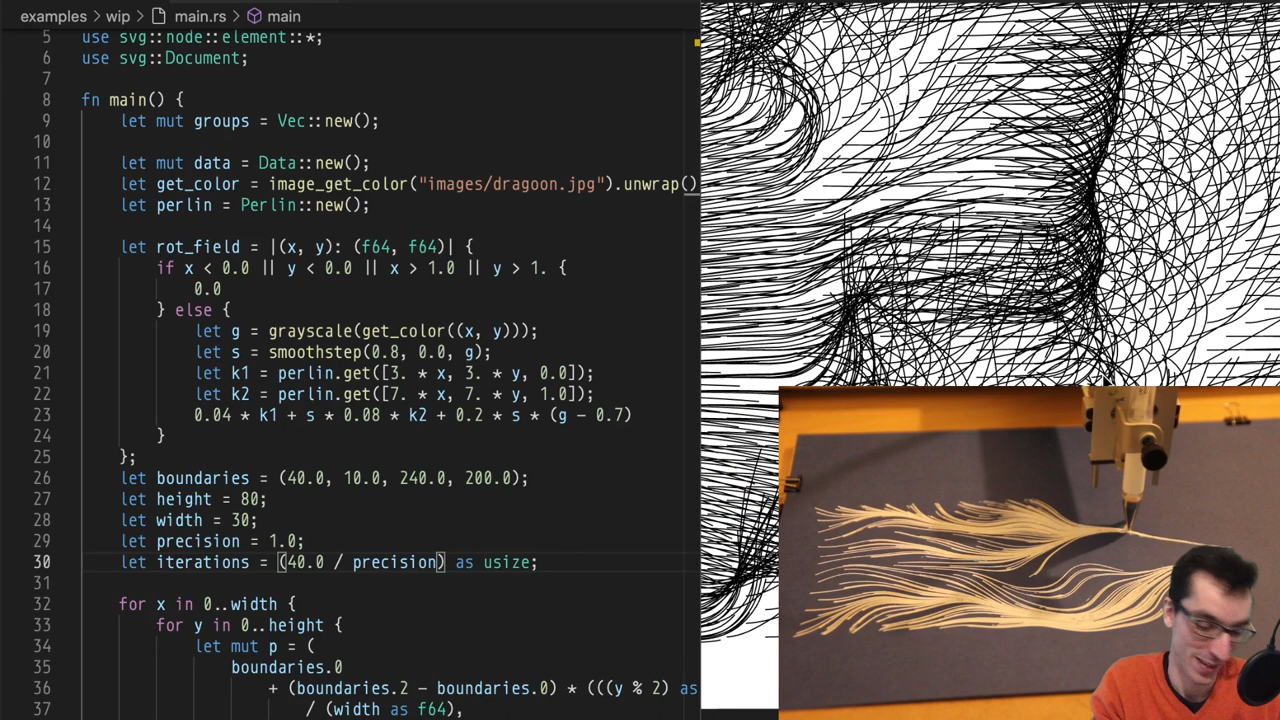 examples › wip › main.rs › main
5 use svg::node::element::*;
6 use svg::Document;
7
8 fn main() {
9 let mut groups = Vec::new();
10
11 let mut data = Data::new();
12 let get_color = image_get_color("images/dragoon.jpg").unwrap()
13 let perlin = Perlin::new();
14
15 let rot_field = |(x, y): (f64, f64)| {
16 if x < 0.0 || y < 0.0 || x > 1.0 || y > 1. {
17 0.0
18 } else {
19 let g = grayscale(get_color((x, y)));
20 let s = smoothstep(0.8, 0.0, g);
21 let k1 = perlin.get([3. * x, 3. * y, 0.0]);
22 let k2 = perlin.get([7. * x, 7. * y, 1.0]);
23 0.04 * k1 + s * 0.08 * k2 + 0.2 * s * (g - 0.7)
24 }
25 };
26 let boundaries = (40.0, 10.0, 240.0, 200.0);
27 let height = 80;
28 let width = 30;
29 let precision = 1.0;
30 let iterations = (40.0 / precision) as usize;
31
32 for x in 0..width {
33 for y in 0..height {
34 let mut p = (
35 boundaries.0
36 + (boundaries.2 - boundaries.0) * (((y % 2) as
37 / (width as f64),